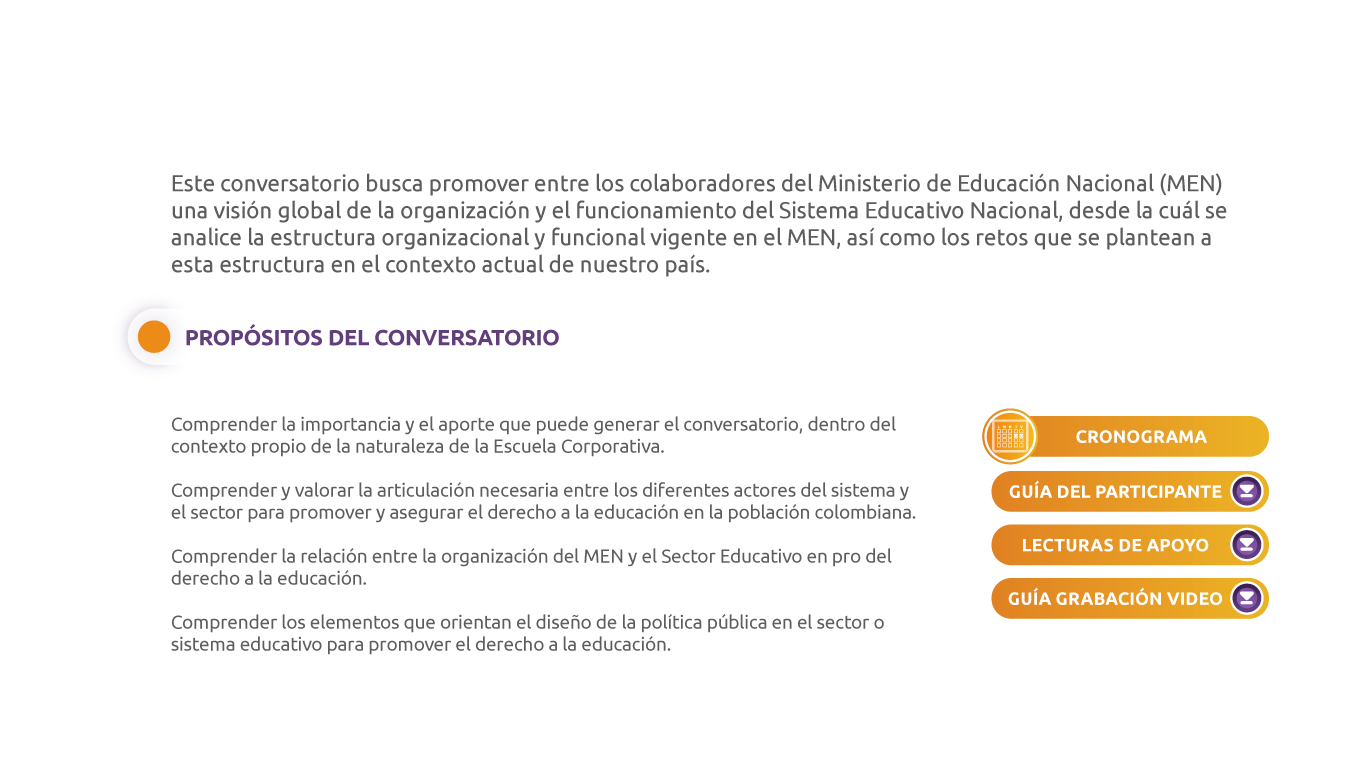 Este conversatorio busca promover entre los colaboradores del Ministerio de Educación Nacional (MEN)
una visión global de la organización y el funcionamiento del Sistema Educativo Nacional, desde la cuál se
analice la estructura organizacional y funcional vigente en el MEN, así como los retos que se plantean a
esta estructura en el contexto actual de nuestro país.
PROPÓSITOS DEL CONVERSATORIO
Comprender la importancia y el aporte que puede generar el conversatorio, dentro del
contexto propio de la naturaleza de la Escuela Corporativa.
Comprender y valorar la articulación necesaria entre los diferentes actores del sistema y
el sector para promover y asegurar el derecho a la educación en la población colombiana.
Comprender la relación entre la organización del MEN y el Sector Educativo en pro del
derecho a la educación.
Comprender los elementos que orientan el diseño de la política pública en el sector o
sistema educativo para promover el derecho a la educación.
CRONOGRAMA
GUÍA DEL PARTICIPANTE
LECTURAS DE APOYO
GUÍA GRABACIÓN VIDEO